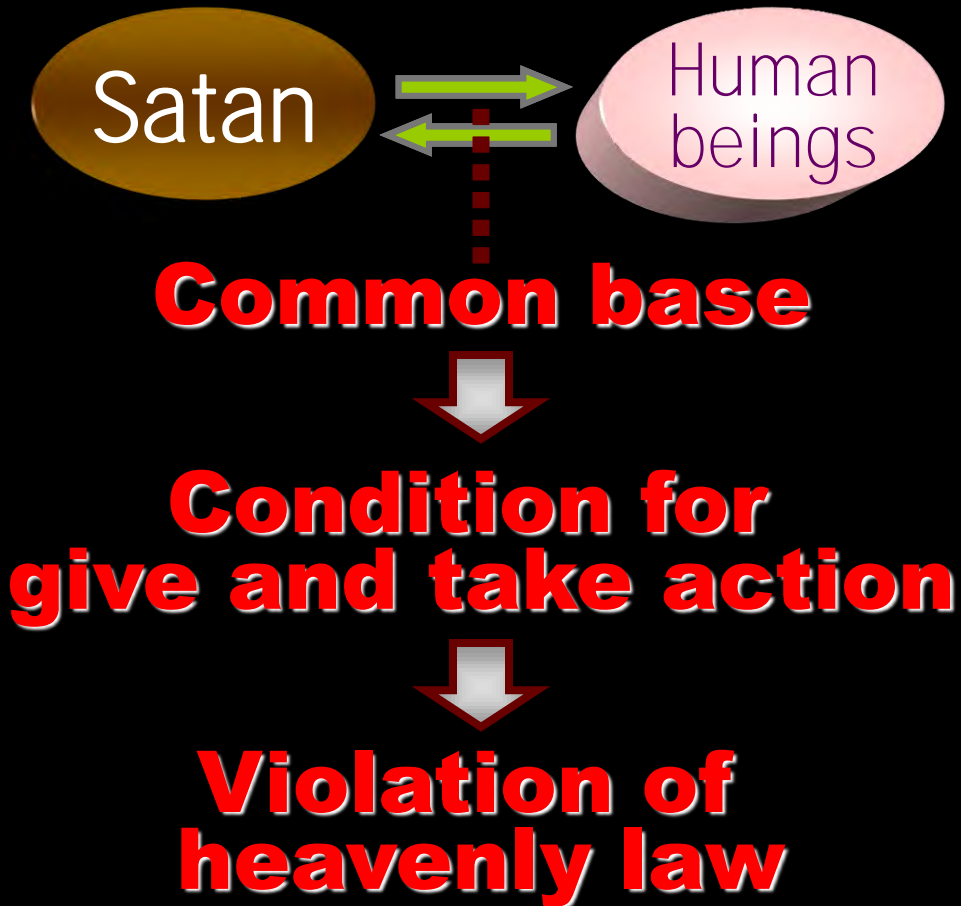 Satan
Human
beings
Common base
Condition for
give and take action
Violation of
heavenly law